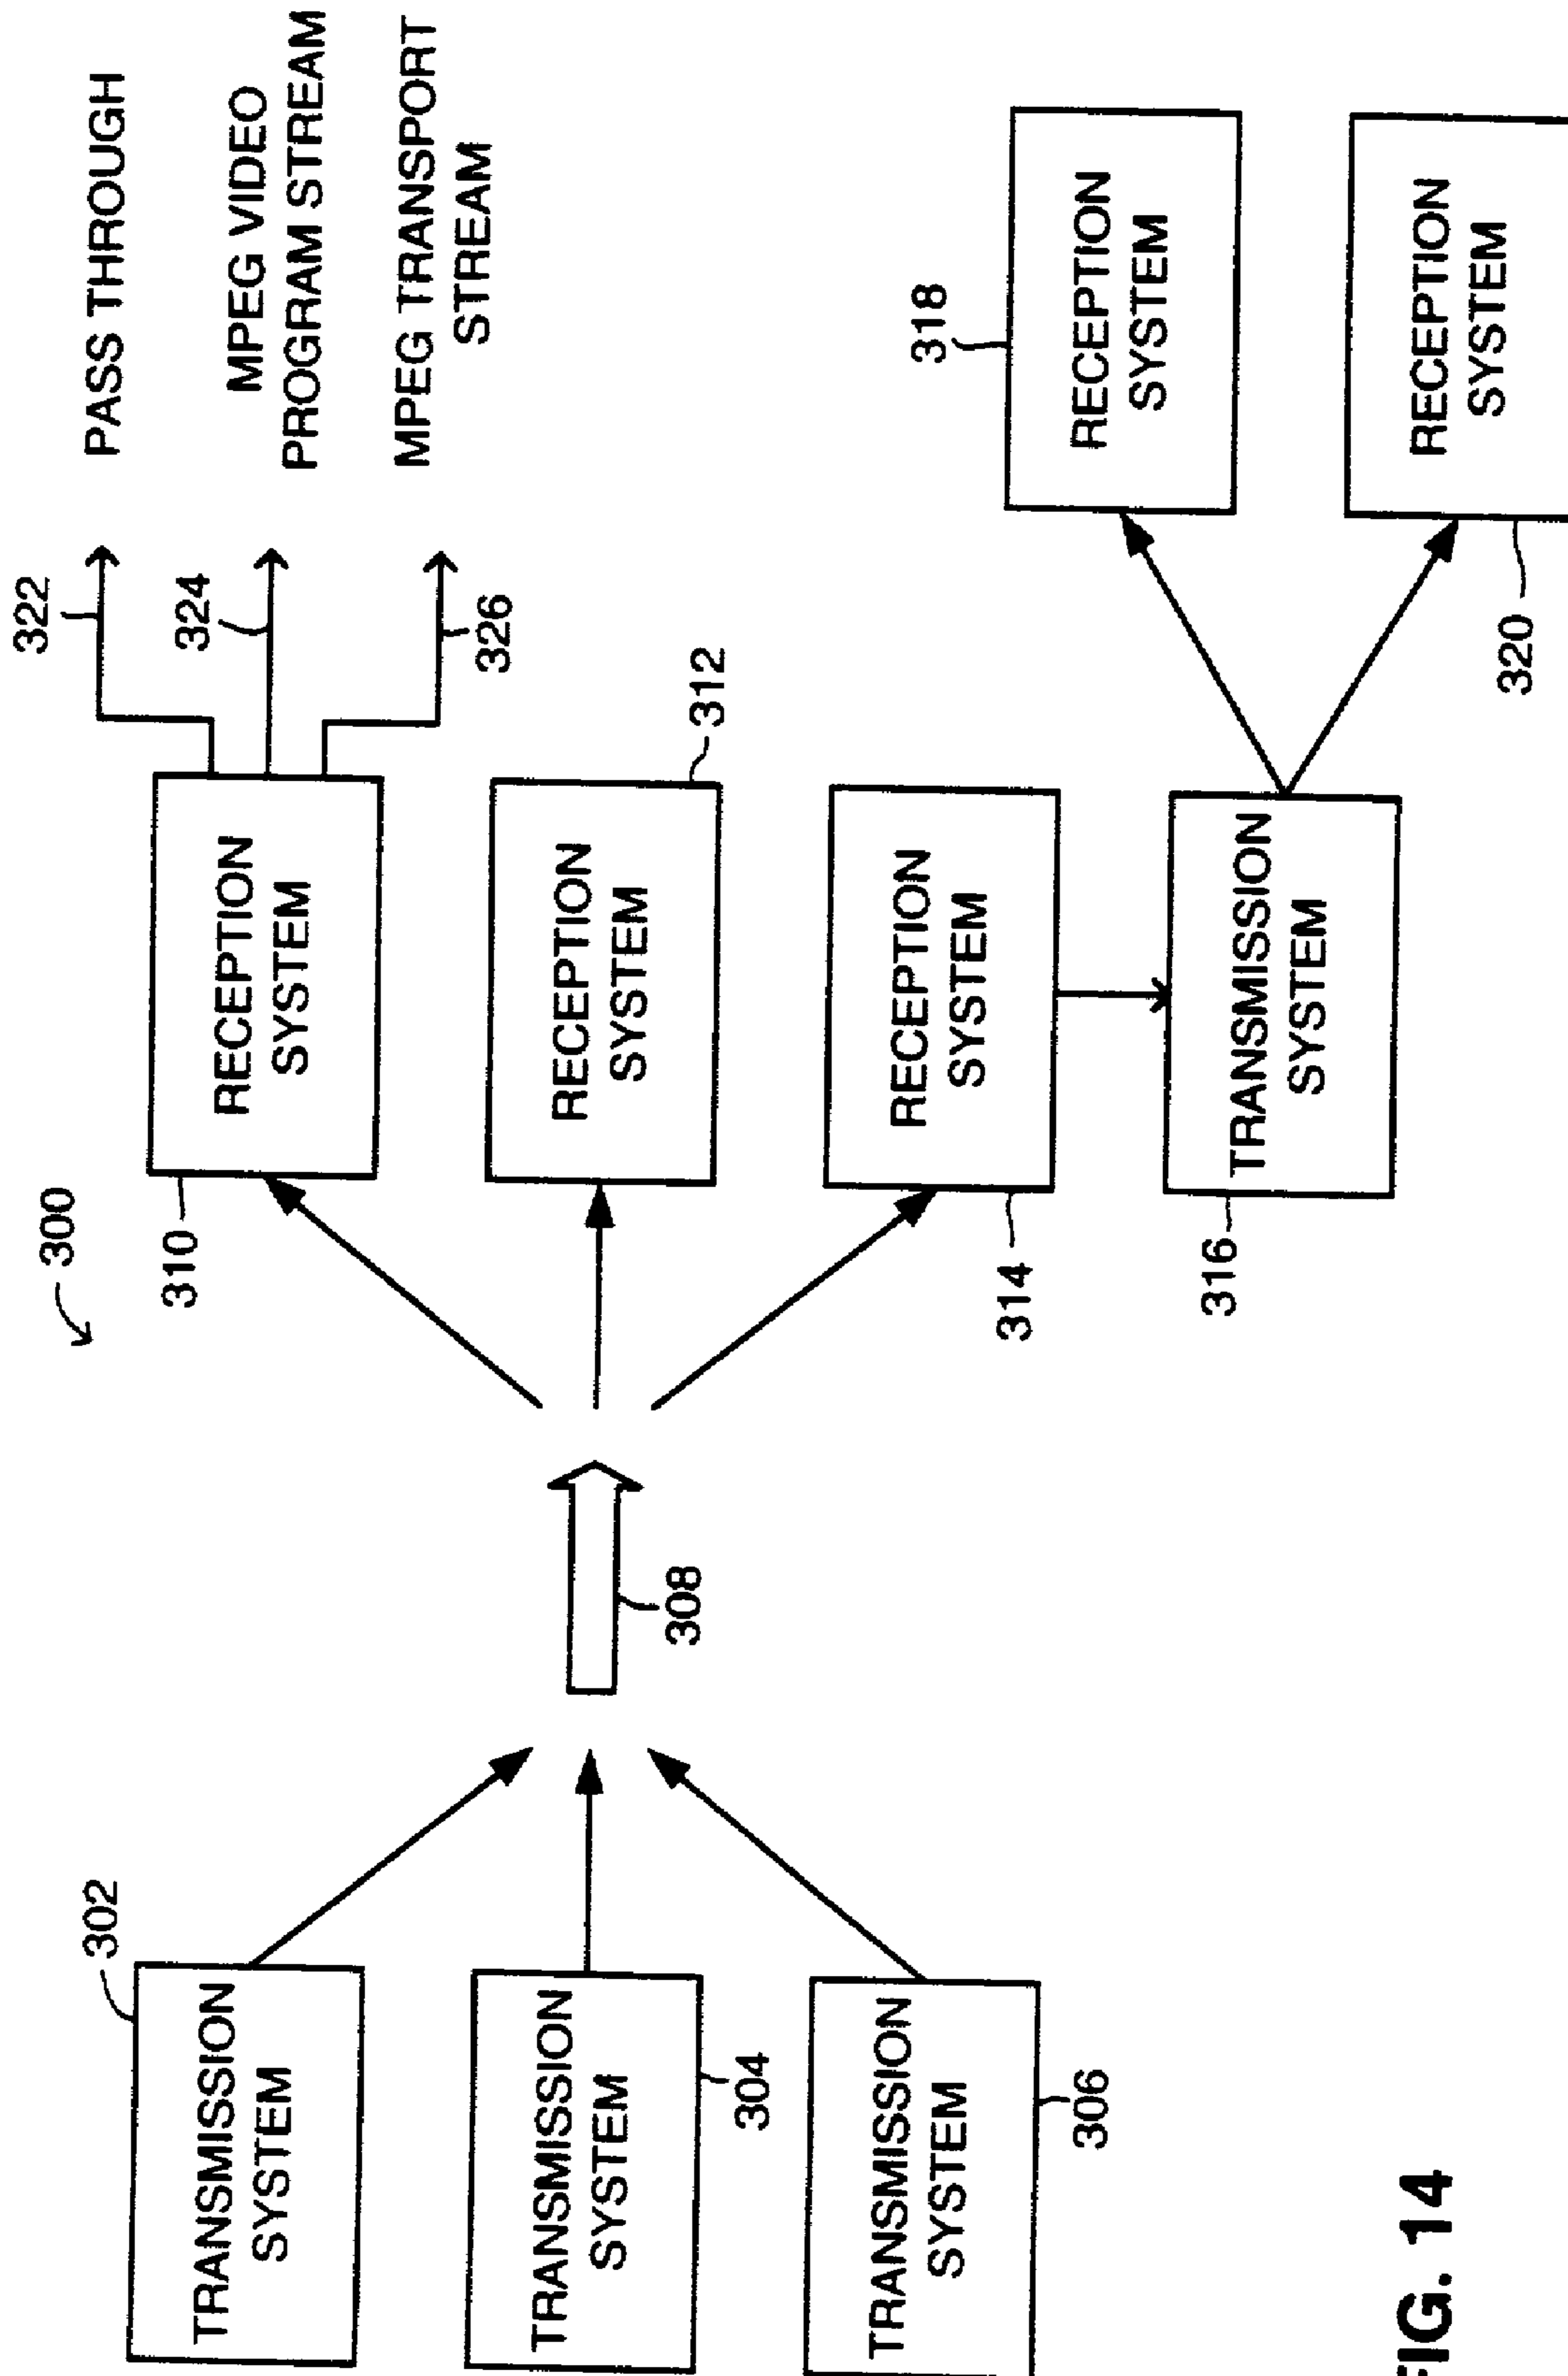 300
302
TRANSMISSION
SYSTEM
TRANSMISSION
SYSTEM
304
TRANSMISSION
SYSTEM
306
308
310
RECEPTION
SYSTEM
RECEPTION
SYSTEM
312
RECEPTION
SYSTEM
314
TRANSMISSION
SYSTEM
316
322
PASS THROUGH
324
MPEG VIDEO
PROGRAM STREAM
326
MPEG TRANSPORT
STREAM
318
RECEPTION
SYSTEM
RECEPTION
SYSTEM
320
FIG. 14